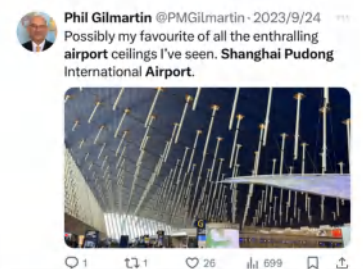 Phil Gilmartin @PMGilmartin · 2023/9/24 ···
Possibly my favourite of all the enthralling
airport ceilings I've seen. Shanghai Pudong
International Airport.
G
1 1 26 699